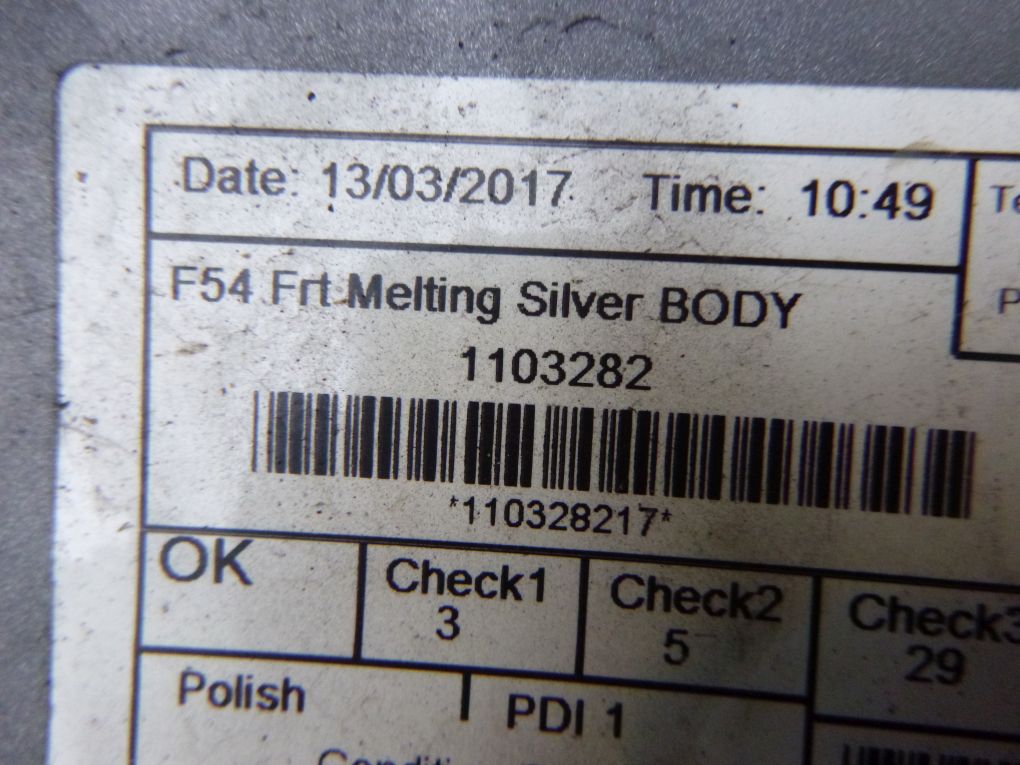 Date: 13/03/2017 Time: 10:49
F54 Frt Melting Silver BODY
1103282
*110328217*
OK
Check1
3
Check2
5
Check3
29
Polish
PDI 1